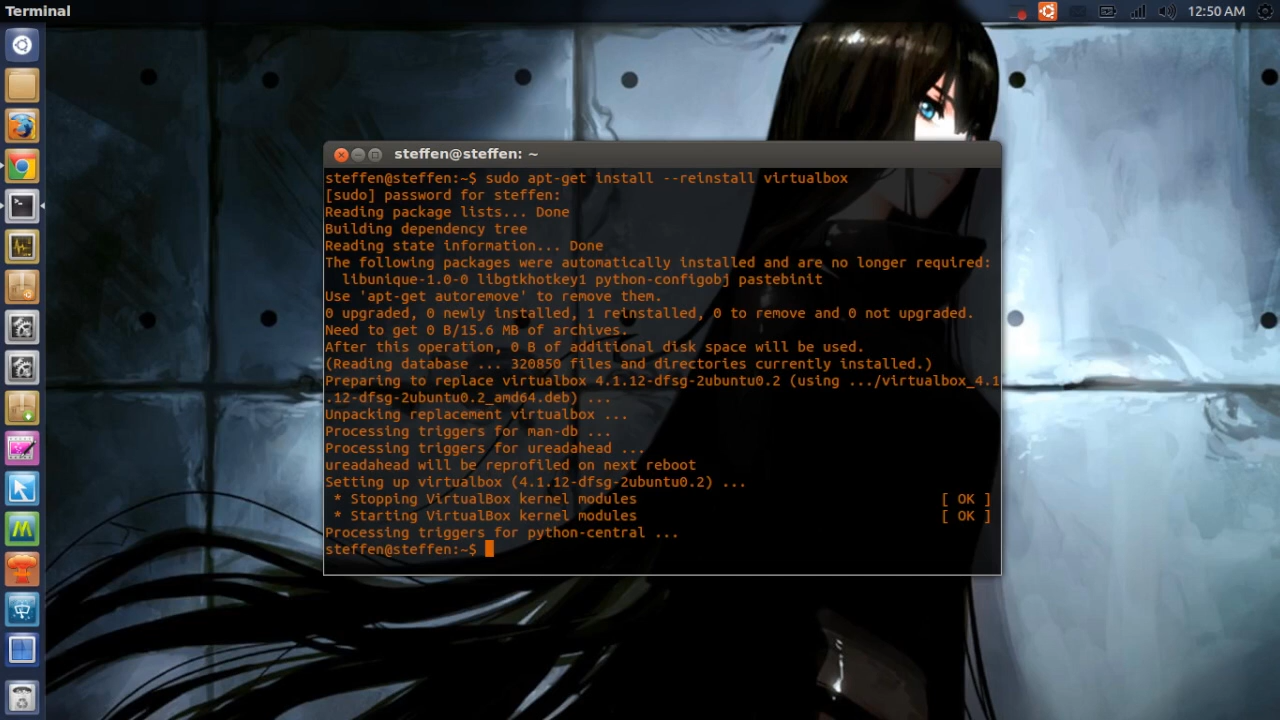 Terminal
12:50 AM
steffen@steffen: ~
steffen@steffen:~$ sudo apt-get install --reinstall virtualbox
[sudo] password for steffen:
Reading package lists... Done
Building dependency tree
Reading state information... Done
The following packages were automatically installed and are no longer required:
  libunique-1.0-0 libgtkhotkey1 python-configobj pastebinit
Use 'apt-get autoremove' to remove them.
0 upgraded, 0 newly installed, 1 reinstalled, 0 to remove and 0 not upgraded.
Need to get 0 B/15.6 MB of archives.
After this operation, 0 B of additional disk space will be used.
(Reading database ... 320850 files and directories currently installed.)
Preparing to replace virtualbox 4.1.12-dfsg-2ubuntu0.2 (using .../virtualbox_4.1
.12-dfsg-2ubuntu0.2_amd64.deb) ...
Unpacking replacement virtualbox ...
Processing triggers for man-db ...
Processing triggers for ureadahead ...
ureadahead will be reprofiled on next reboot
Setting up virtualbox (4.1.12-dfsg-2ubuntu0.2) ...
 * Stopping VirtualBox kernel modules [ OK ]
 * Starting VirtualBox kernel modules [ OK ]
Processing triggers for python-central ...
steffen@steffen:~$